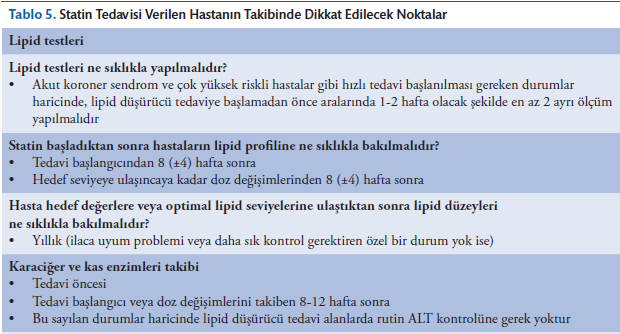 Tablo 5. Statin Tedavisi Verilen Hastanın Takibinde Dikkat Edilecek Noktalar
Lipid testleri
Lipid testleri ne sıklıkla yapılmalıdır?
• Akut koroner sendrom ve çok yüksek riskli hastalar gibi hızlı tedavi başlanılması gereken durumlar
haricinde, lipid düşürücü tedaviye başlamadan önce aralarında 1-2 hafta olacak şekilde en az 2 ayrı ölçüm
yapılmalıdır
Statin başladıktan sonra hastaların lipid profiline ne sıklıkla bakılmalıdır?
• Tedavi başlangıcından 8 (±4) hafta sonra
• Hedef seviyeye ulaşıncaya kadar doz değişimlerinden 8 (±4) hafta sonra
Hasta hedef değerlere veya optimal lipid seviyelerine ulaştıktan sonra lipid düzeyleri
ne sıklıkla bakılmalıdır?
• Yıllık (ilaca uyum problemi veya daha sık kontrol gerektiren özel bir durum yok ise)
Karaciğer ve kas enzimleri takibi
• Tedavi öncesi
• Tedavi başlangıcı veya doz değişimlerini takiben 8-12 hafta sonra
• Bu sayılan durumlar haricinde lipid düşürücü tedavi alanlarda rutin ALT kontrolüne gerek yoktur